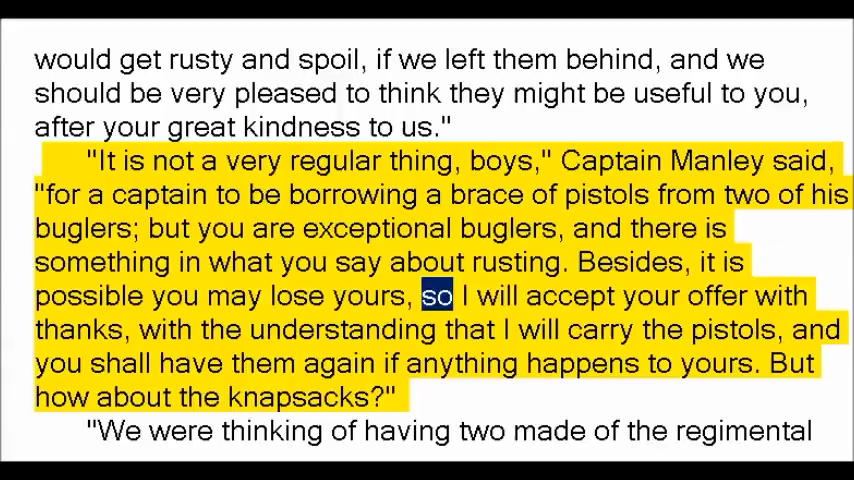 would get rusty and spoil, if we left them behind, and we
should be very pleased to think they might be useful to you,
after your great kindness to us."
"It is not a very regular thing, boys," Captain Manley said,
"for a captain to be borrowing a brace of pistols from two of his
buglers; but you are exceptional buglers, and there is
something in what you say about rusting. Besides, it is
possible you may lose yours, so I will accept your offer with
thanks, with the understanding that I will carry the pistols, and
you shall have them again if anything happens to yours. But
how about the knapsacks?"
"We were thinking of having two made of the regimental